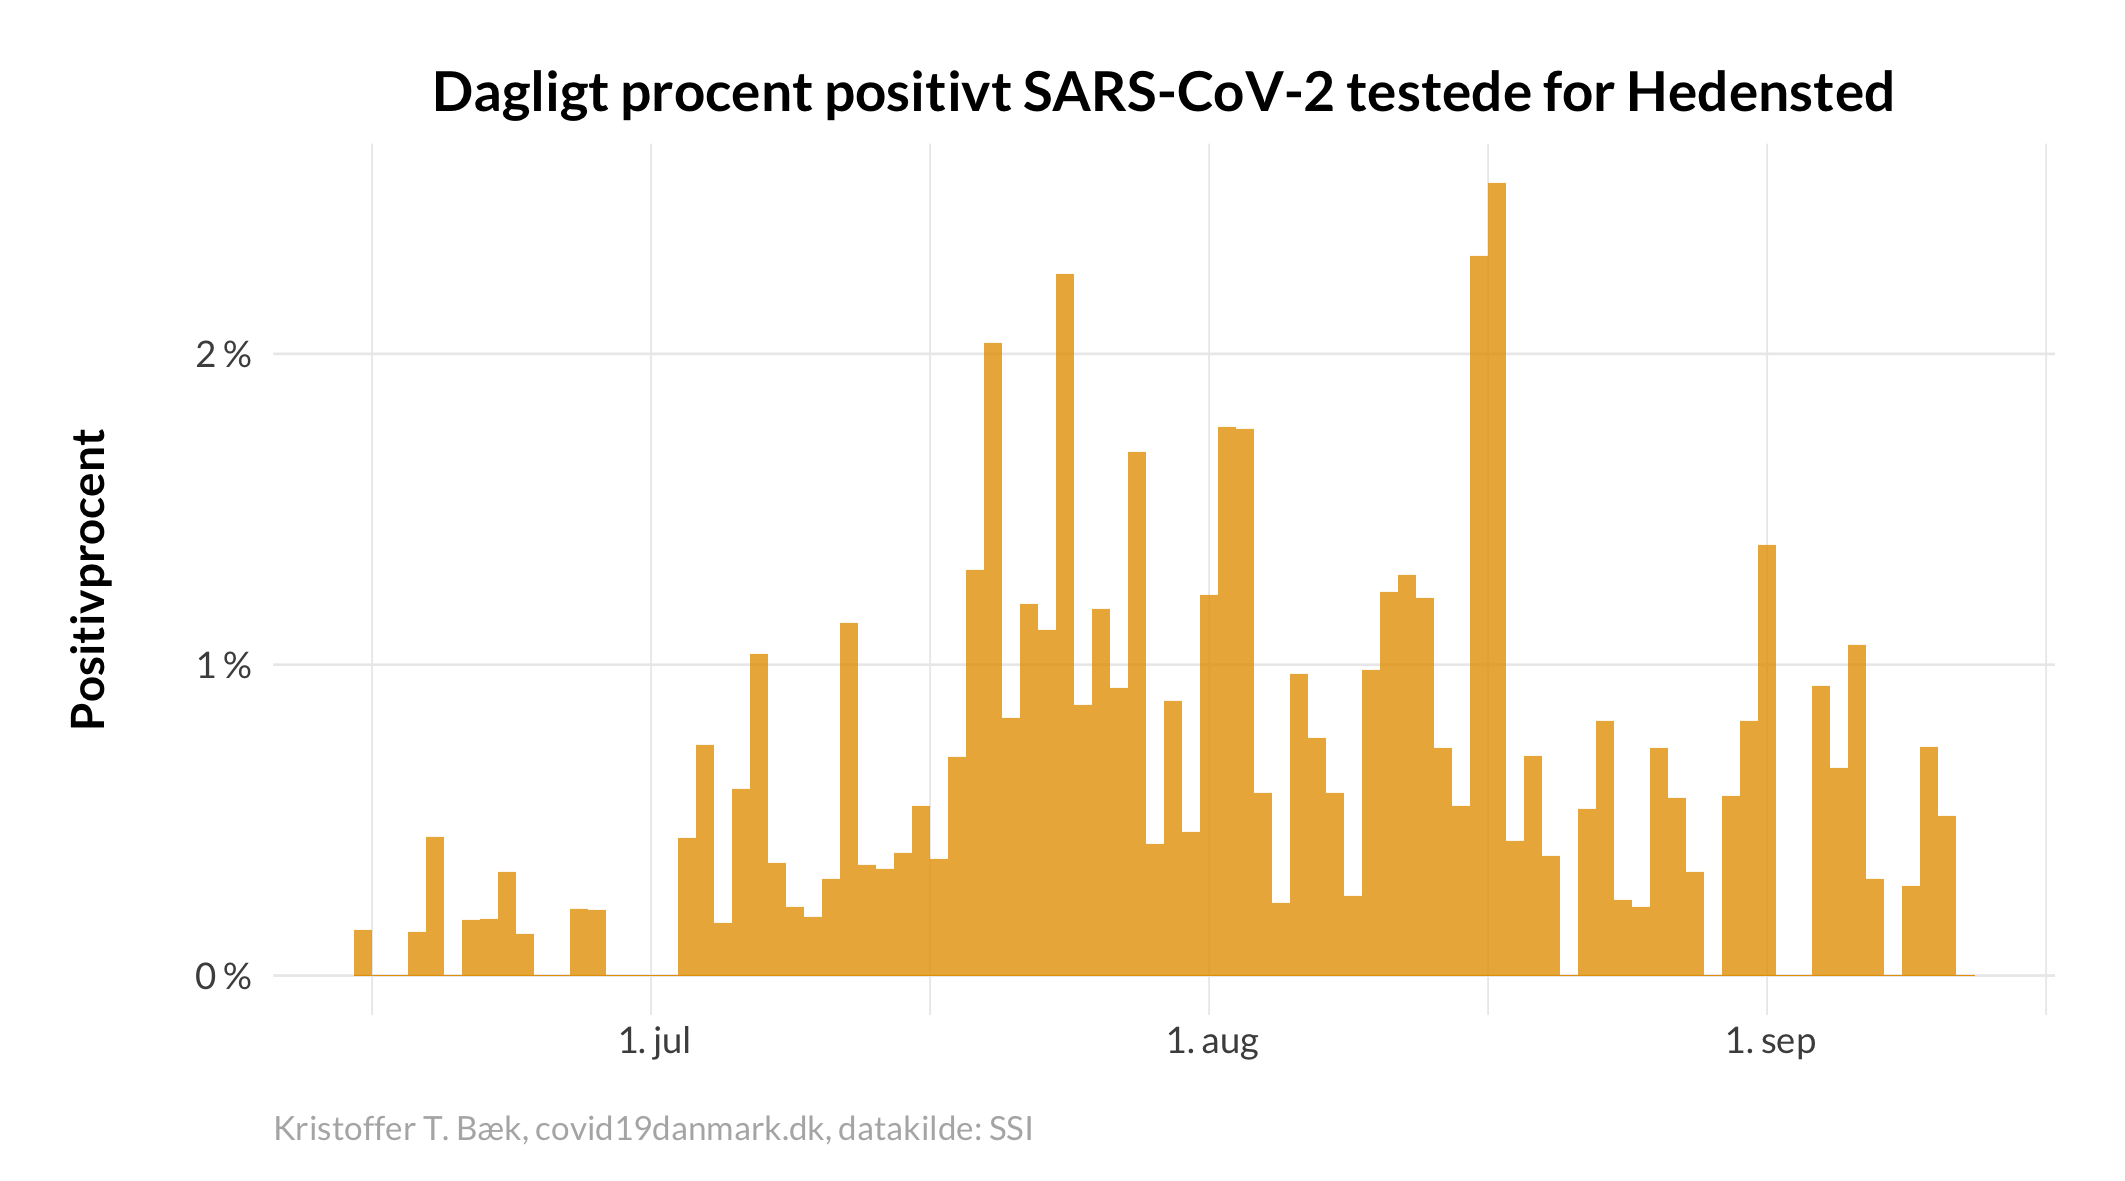 Dagligt procent positivt SARS-CoV-2 testede for Hedensted
Positivprocent
2 %
1 %
0 %
1. jul
1. aug
1. sep
Kristoffer T. Bæk, covid19danmark.dk, datakilde: SSI